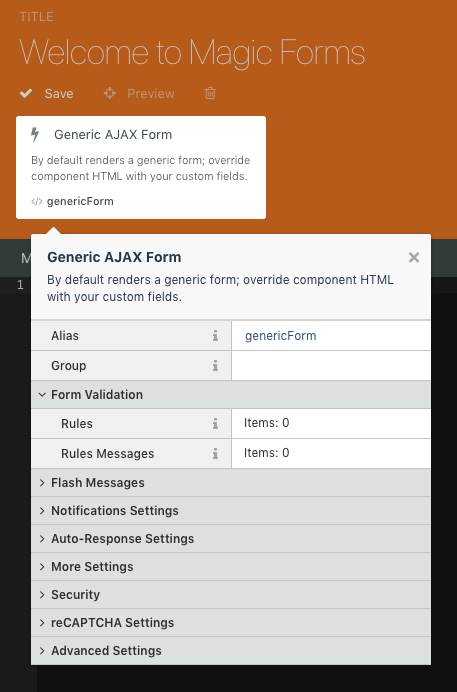 TITLE
Welcome to Magic Forms
Save Preview
Generic AJAX Form
By default renders a generic form; override
component HTML with your custom fields.
</> genericForm
M
1
Generic AJAX Form
By default renders a generic form; override component HTML
with your custom fields.
Alias genericForm
Group
Form Validation
Rules Items: 0
Rules Messages Items: 0
Flash Messages
Notifications Settings
Auto-Response Settings
More Settings
Security
reCAPTCHA Settings
Advanced Settings